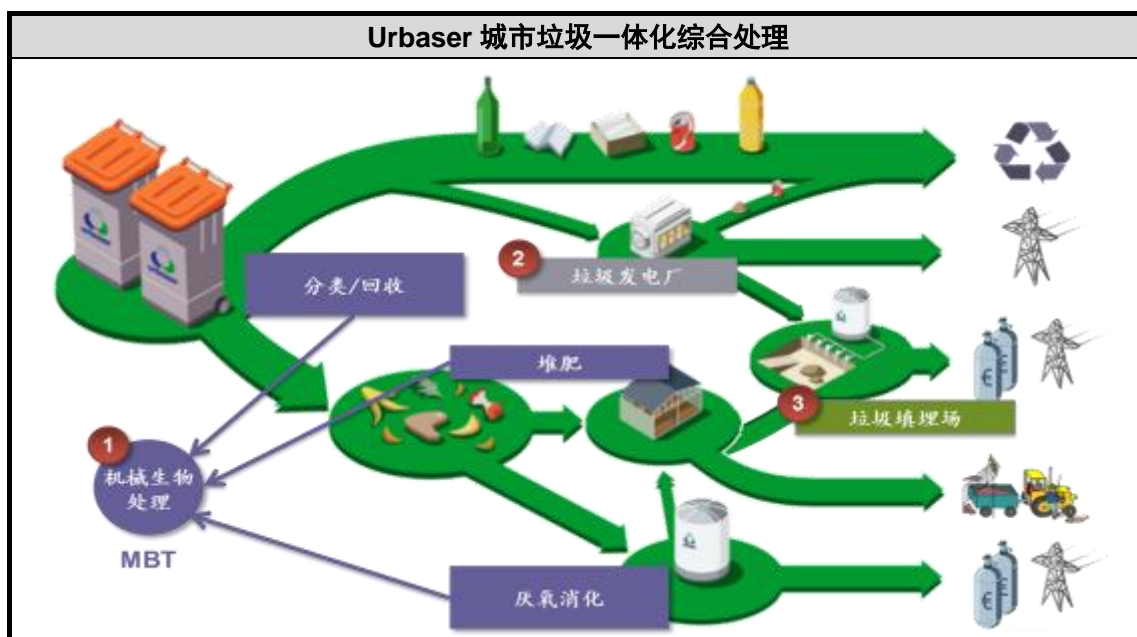 Urbaser 城市垃圾一体化综合处理
分类/回收
2
垃圾发电厂
堆肥
3
垃圾填埋场
1
机械生物
处理
MBT
厌氧消化